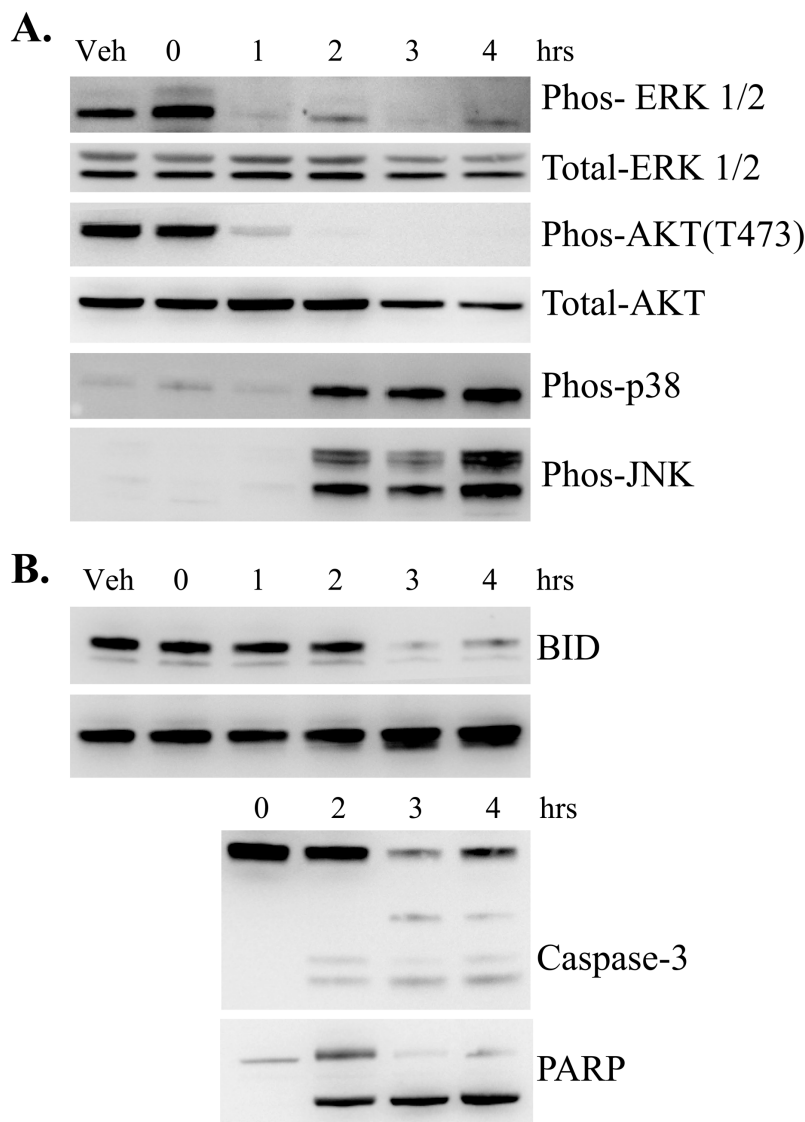 A.
Veh 0 1 2 3 4 hrs
Phos- ERK 1/2
Total-ERK 1/2
Phos-AKT(T473)
Total-AKT
Phos-p38
Phos-JNK
B.
Veh 0 1 2 3 4 hrs
BID
0 2 3 4 hrs
Caspase-3
PARP